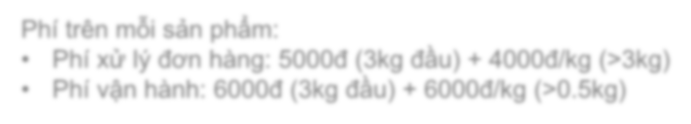 Phí trên mỗi sản phẩm:
• Phí xử lý đơn hàng: 5000đ (3kg đầu) + 4000đ/kg (>3kg)
• Phí vận hành: 6000đ (3kg đầu) + 6000đ/kg (>0.5kg)